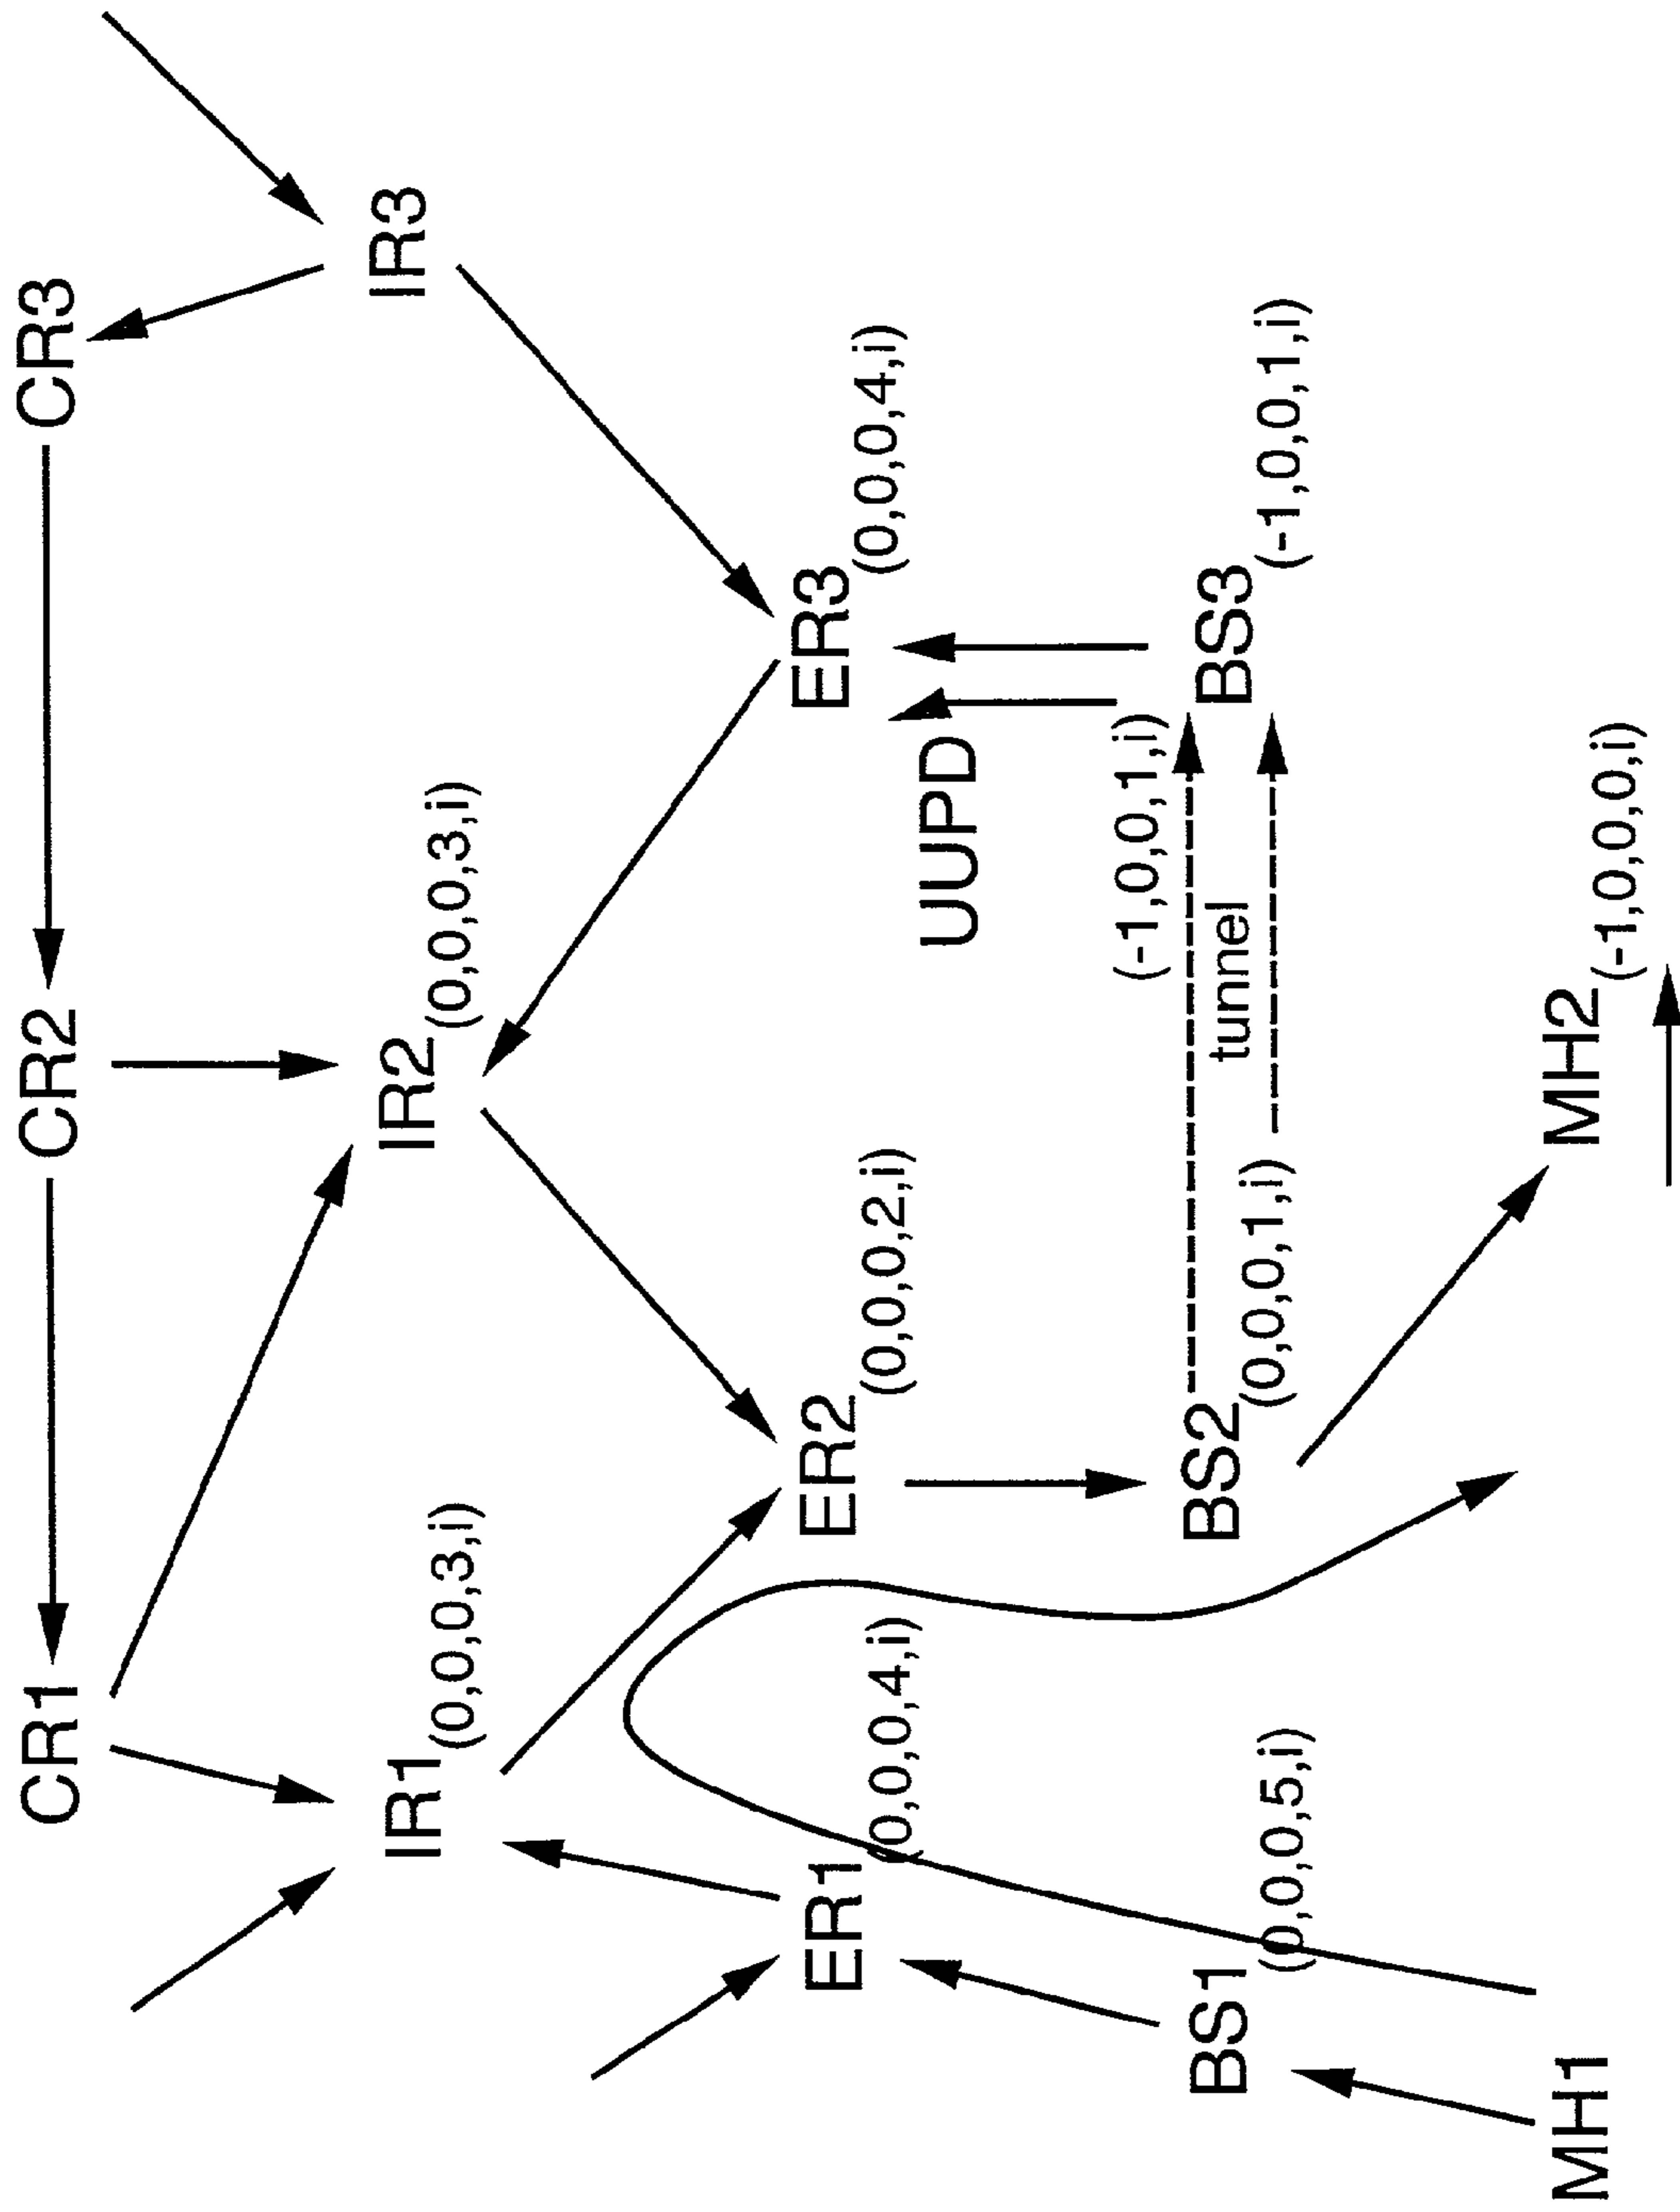 CR1
CR2
CR3
IR1
(0,0,0,3,i)
IR2
(0,0,0,3,i)
IR3
ER1
(0,0,0,4,i)
ER2
(0,0,0,2,i)
ER3
(0,0,0,4,i)
UUPD
(-1,0,0,1,i)
tunnel
BS1
(0,0,0,5,i)
BS2
(0,0,0,1,i)
BS3
(-1,0,0,1,i)
MH1
MH2
(-1,0,0,0,i)